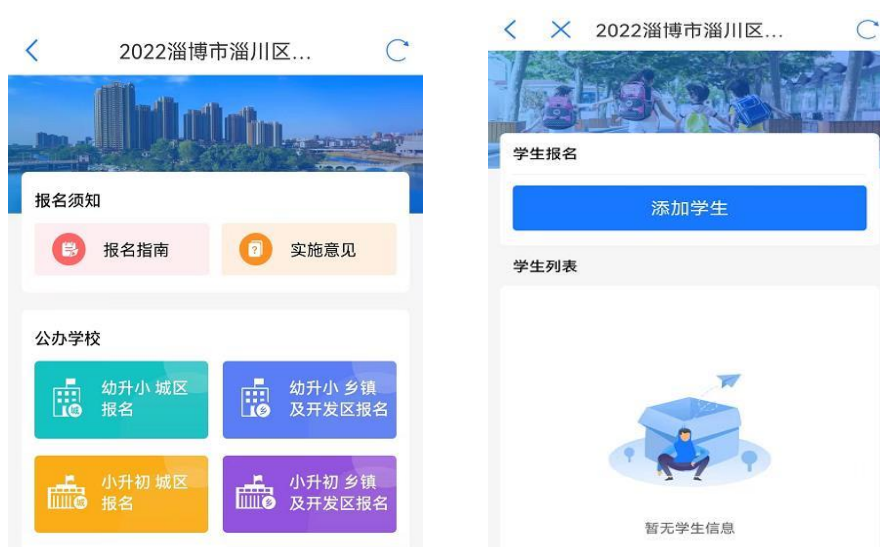 2022淄博市淄川区...
报名须知
报名指南
实施意见
公办学校
幼升小 城区
报名
幼升小 乡镇
及开发区报名
小升初 城区
报名
小升初 乡镇
及开发区报名
2022淄博市淄川区...
学生报名
添加学生
学生列表
暂无学生信息